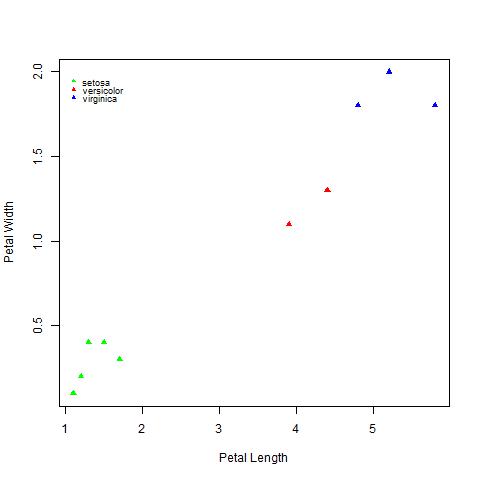 setosa
versicolor
virginica
2.0
1.5
1.0
0.5
Petal Width
1 2 3 4 5
Petal Length